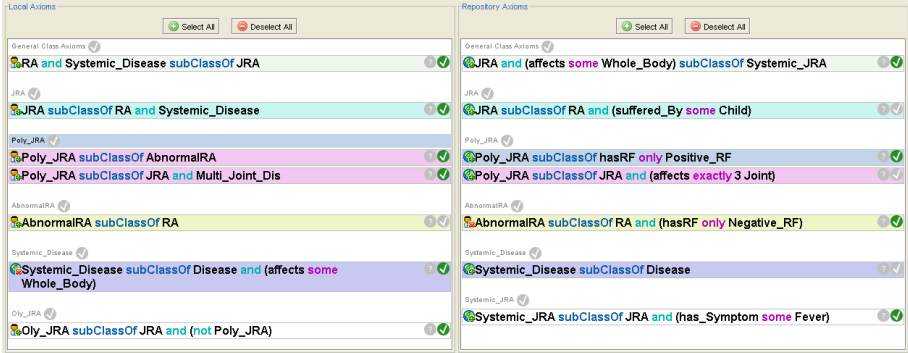 Local Axioms
Select All
Deselect All
General Class Axioms
RA and Systemic_Disease subClassOf JRA
JRA
JRA subClassOf RA and Systemic_Disease
Poly_JRA
Poly_JRA subClassOf AbnormalRA
Poly_JRA subClassOf JRA and Multi_Joint_Dis
AbnormalRA
AbnormalRA subClassOf RA
Systemic_Disease
Systemic_Disease subClassOf Disease and (affects some
Whole_Body)
Oly_JRA
Oly_JRA subClassOf JRA and (not Poly_JRA)
Repository Axioms
Select All
Deselect All
General Class Axioms
JRA and (affects some Whole_Body) subClassOf Systemic_JRA
JRA
JRA subClassOf RA and (suffered_By some Child)
Poly_JRA
Poly_JRA subClassOf hasRF only Positive_RF
Poly_JRA subClassOf JRA and (affects exactly 3 Joint)
AbnormalRA
AbnormalRA subClassOf RA and (hasRF only Negative_RF)
Systemic_Disease
Systemic_Disease subClassOf Disease
Systemic_JRA
Systemic_JRA subClassOf JRA and (has_Symptom some Fever)